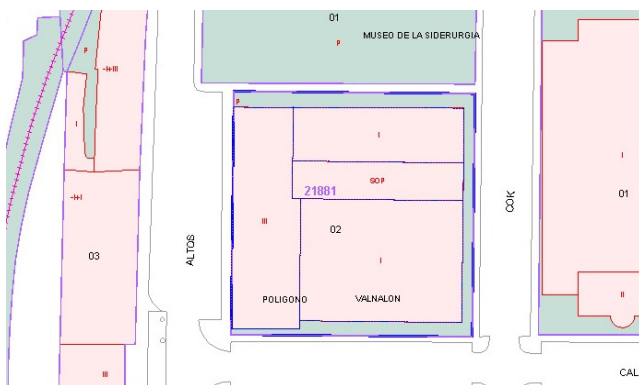 01
P
MUSEO DE LA SIDERURGIA
P
-I+III
P
I
I
I
SOP
21881
-I+I
01
COK
III
02
ALTOS
03
I
II
POLIGONO
VALNALON
CAL
III